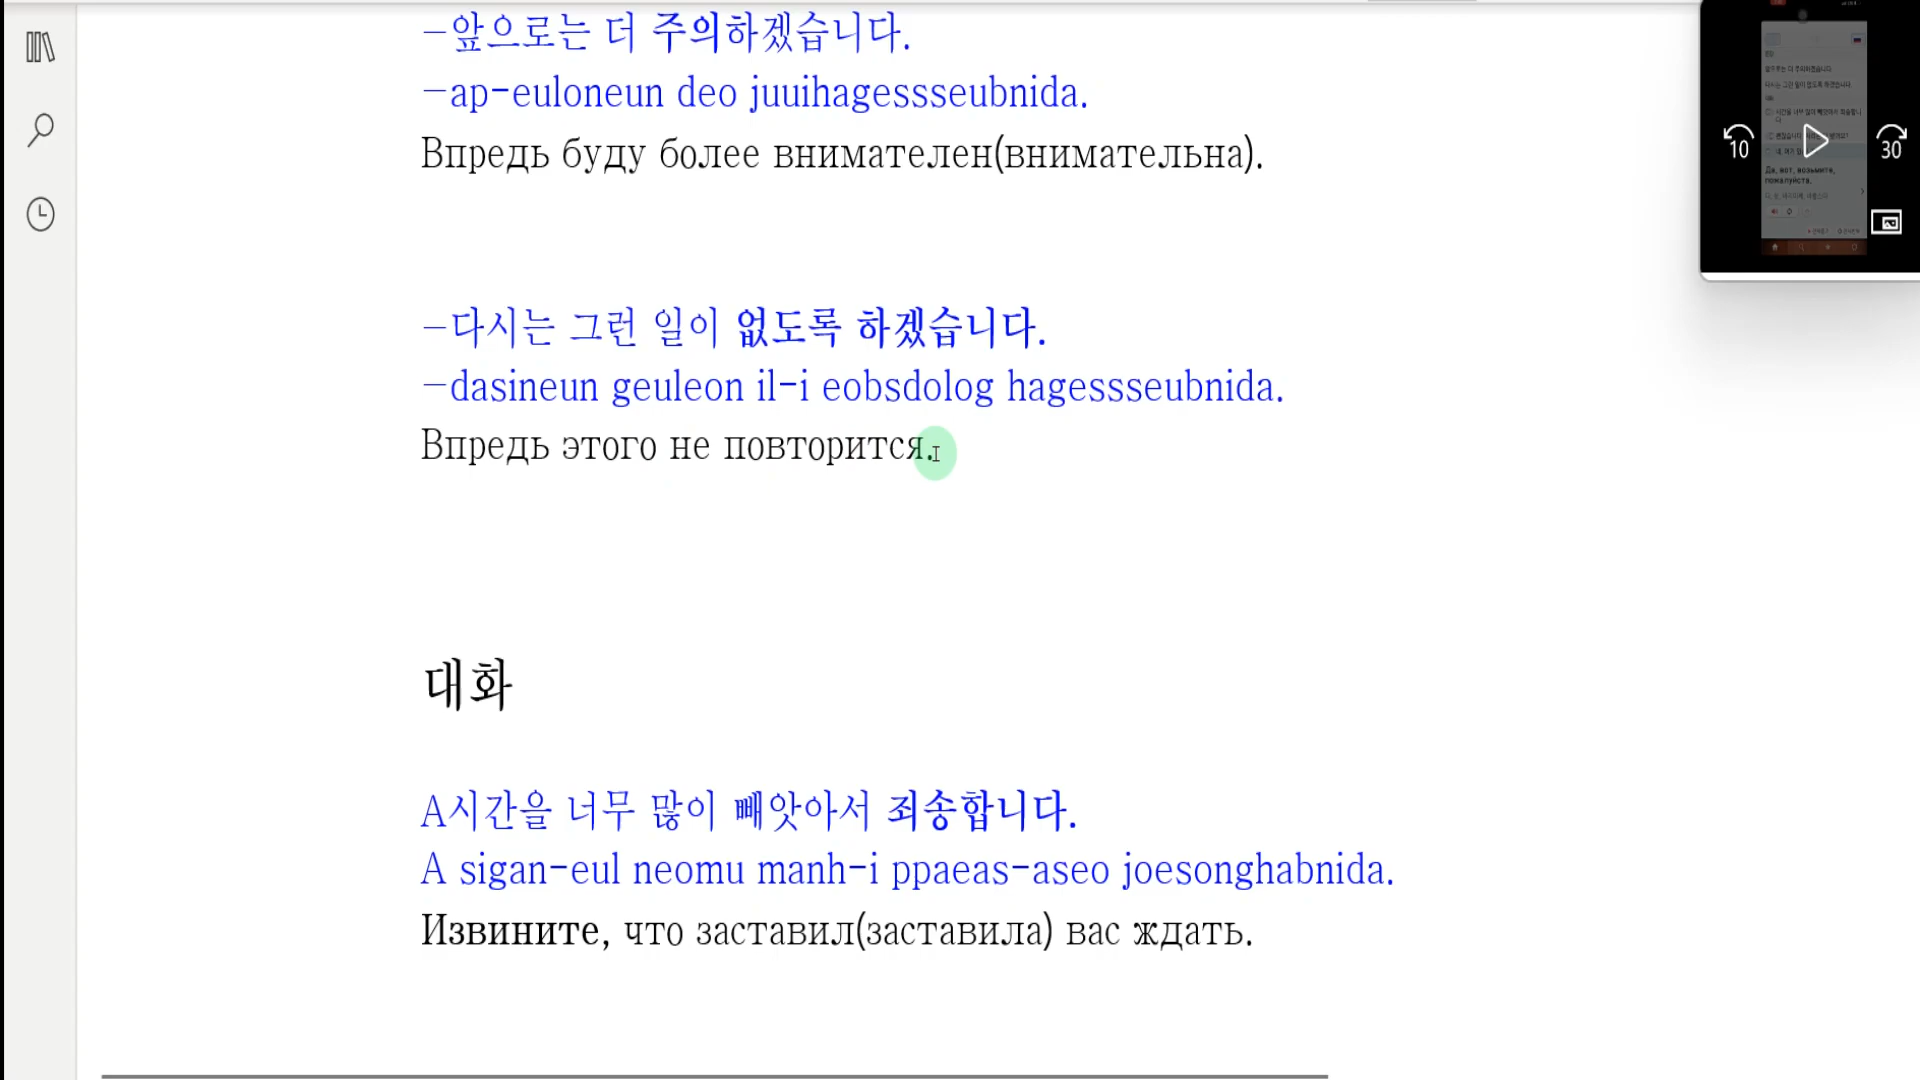 –앞으로는 더 주의하겠습니다.
–ap-euloneun deo juuihagessseubnida.
Впредь буду более внимателен(внимательна).
–다시는 그런 일이 없도록 하겠습니다.
–dasineun geuleon il-i eobsdolog hagessseubnida.
Впредь этого не повторится.
대화
A시간을 너무 많이 빼앗아서 죄송합니다.
A sigan-eul neomu manh-i ppaeas-aseo joesonghabnida.
Извините, что заставил(заставила) вас ждать.
10
30
Да, вот, возьмите,
пожалуйста.